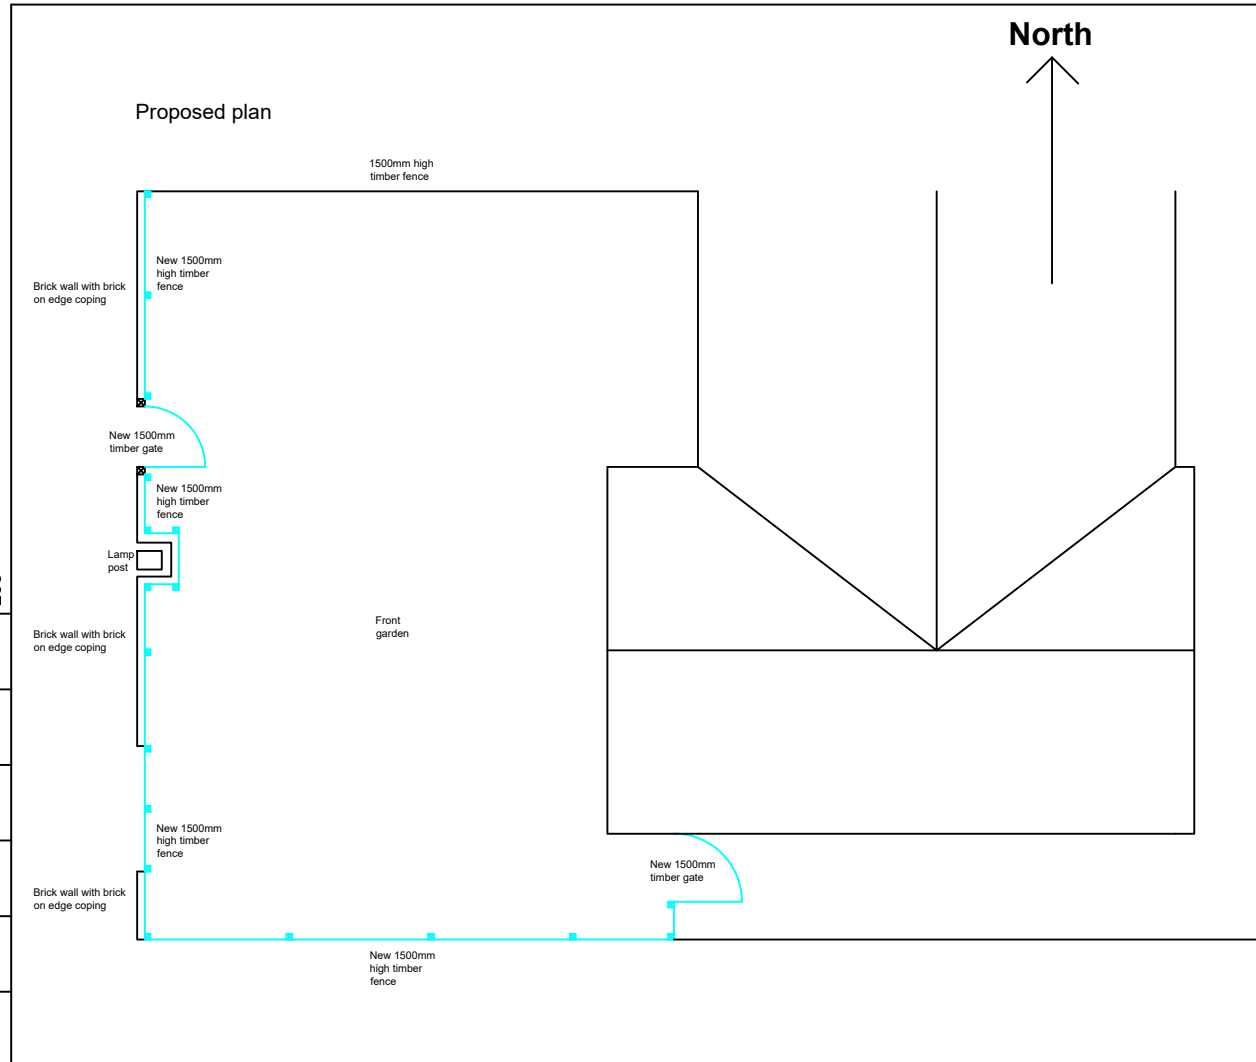 North
Proposed plan
1500mm high
timber fence
New 1500mm
high timber
fence
Brick wall with brick
on edge coping
New 1500mm
timber gate
New 1500mm
high timber
fence
Lamp
post
Front
garden
Brick wall with brick
on edge coping
New 1500mm
high timber
fence
New 1500mm
timber gate
Brick wall with brick
on edge coping
New 1500mm
high timber
fence